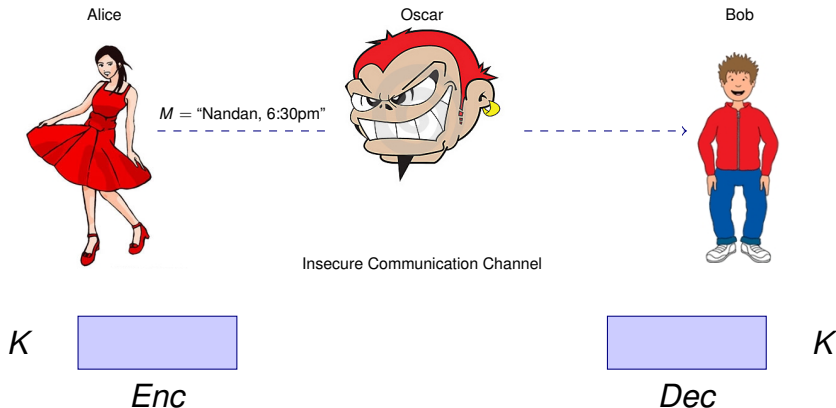 Alice
Oscar
Bob
M = “Nandan, 6:30pm”
Insecure Communication Channel
K
K
Enc
Dec